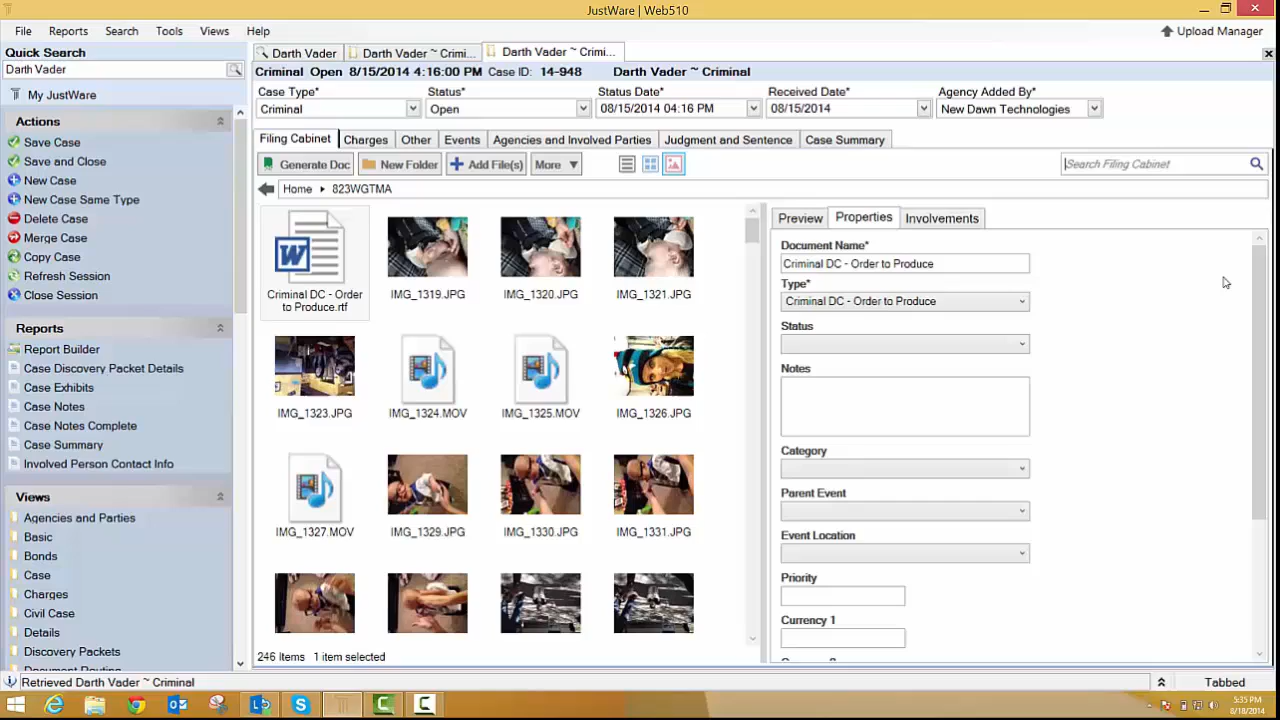 JustWare | Web510
File Reports Search Tools Views Help
Upload Manager
Quick Search
Darth Vader
My JustWare
Actions
Save Case
Save and Close
New Case
New Case Same Type
Delete Case
Merge Case
Copy Case
Refresh Session
Close Session
Reports
Report Builder
Case Discovery Packet Details
Case Exhibits
Case Notes
Case Notes Complete
Case Summary
Involved Person Contact Info
Views
Agencies and Parties
Basic
Bonds
Case
Charges
Civil Case
Details
Discovery Packets
Document Routing
Darth Vader Darth Vader ~ Crimi... Darth Vader ~ Crimi...
Criminal Open 8/15/2014 4:16:00 PM Case ID: 14-948 Darth Vader ~ Criminal
Case Type* Status* Status Date* Received Date* Agency Added By*
Criminal Open 08/15/2014 04:16 PM 08/15/2014 New Dawn Technologies
Filing Cabinet Charges Other Events Agencies and Involved Parties Judgment and Sentence Case Summary
Generate Doc New Folder Add File(s) More Search Filing Cabinet
Home 823WGTMA
Criminal DC - Order
to Produce.rtf
IMG_1319.JPG IMG_1320.JPG IMG_1321.JPG
IMG_1323.JPG IMG_1324.MOV IMG_1325.MOV IMG_1326.JPG
IMG_1327.MOV IMG_1329.JPG IMG_1330.JPG IMG_1331.JPG
246 Items 1 item selected
Preview Properties Involvements
Document Name*
Criminal DC - Order to Produce
Type*
Criminal DC - Order to Produce
Status
Notes
Category
Parent Event
Event Location
Priority
Currency 1
Retrieved Darth Vader ~ Criminal
Tabbed
5:35 PM
8/18/2014